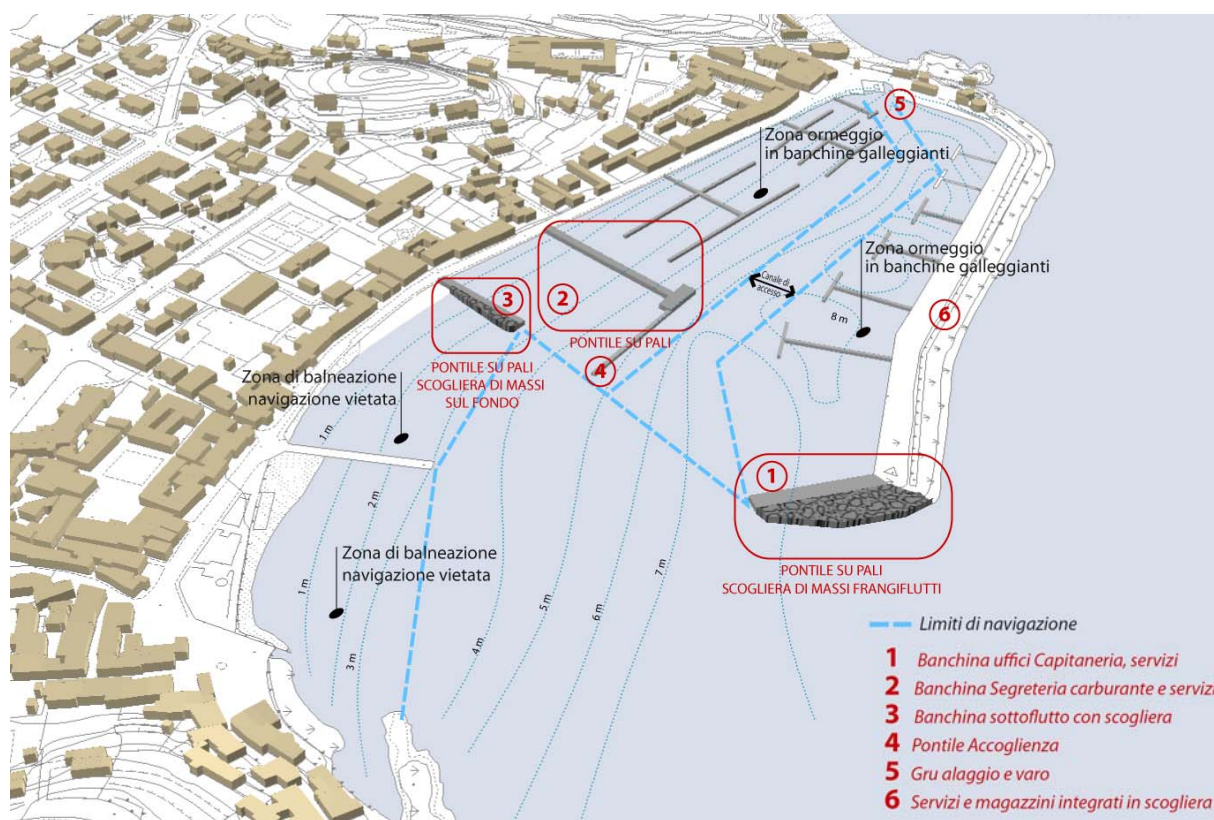 5
Zona ormeggio
in banchine galleggianti
Zona ormeggio
in banchine galleggianti
Canale di
accesso
8 m
6
3
2
PONTILE SU PALI
4
PONTILE SU PALI
SCOGLIERA DI MASSI
SUL FONDO
Zona di balneazione
navigazione vietata
1 m
2 m
1
PONTILE SU PALI
SCOGLIERA DI MASSI FRANGIFLUTTI
Zona di balneazione
navigazione vietata
1 m
3 m
4 m
5 m
6 m
7 m
Limiti di navigazione
1 Banchina uffici Capitaneria, servizi
2 Banchina Segreteria carburante e servizi
3 Banchina sottoflutto con scogliera
4 Pontile Accoglienza
5 Gru alaggio e varo
6 Servizi e magazzini integrati in scogliera